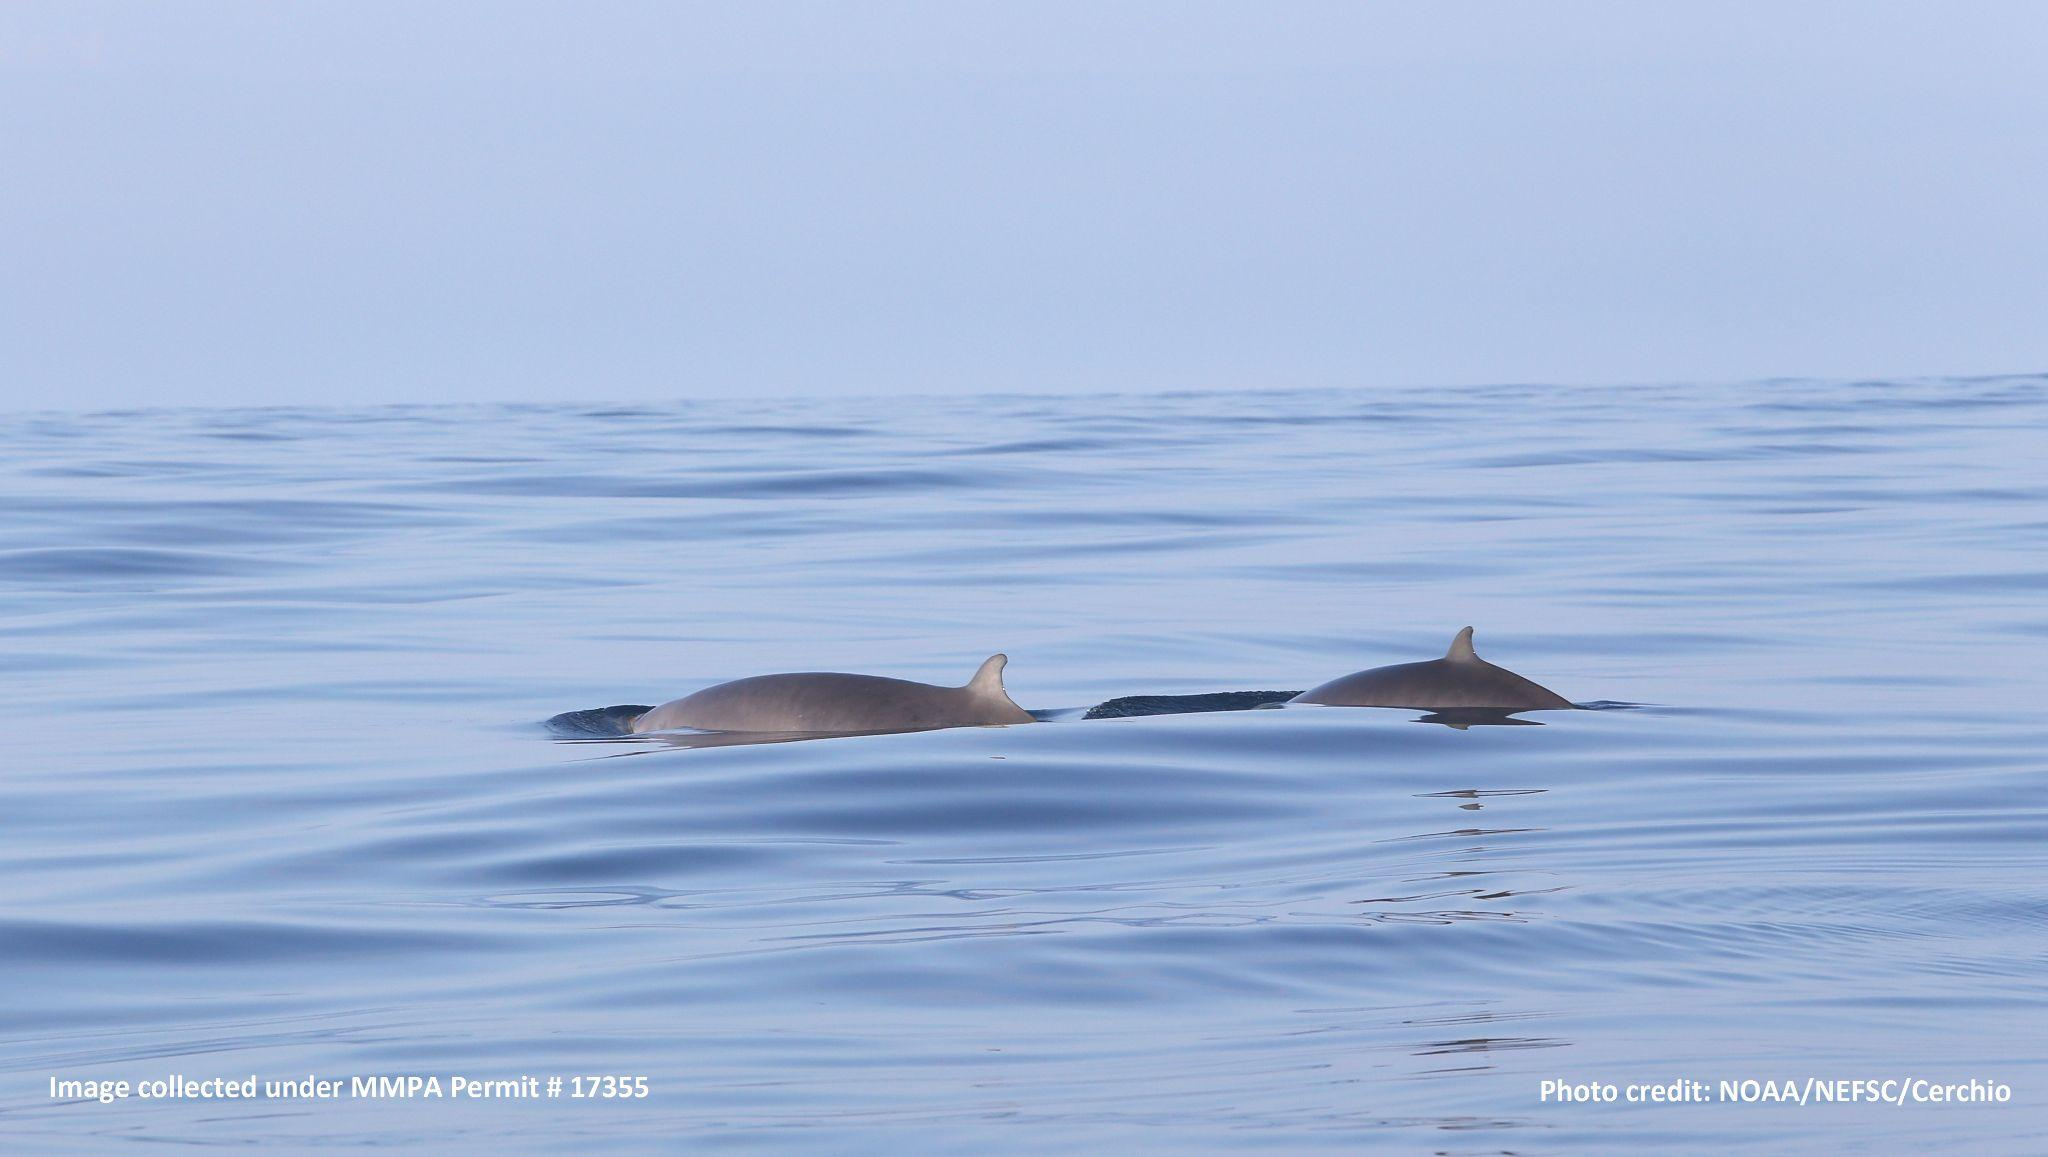 Image collected under MMPA Permit # 17355
Photo credit: NOAA/NEFSC/Cerchio